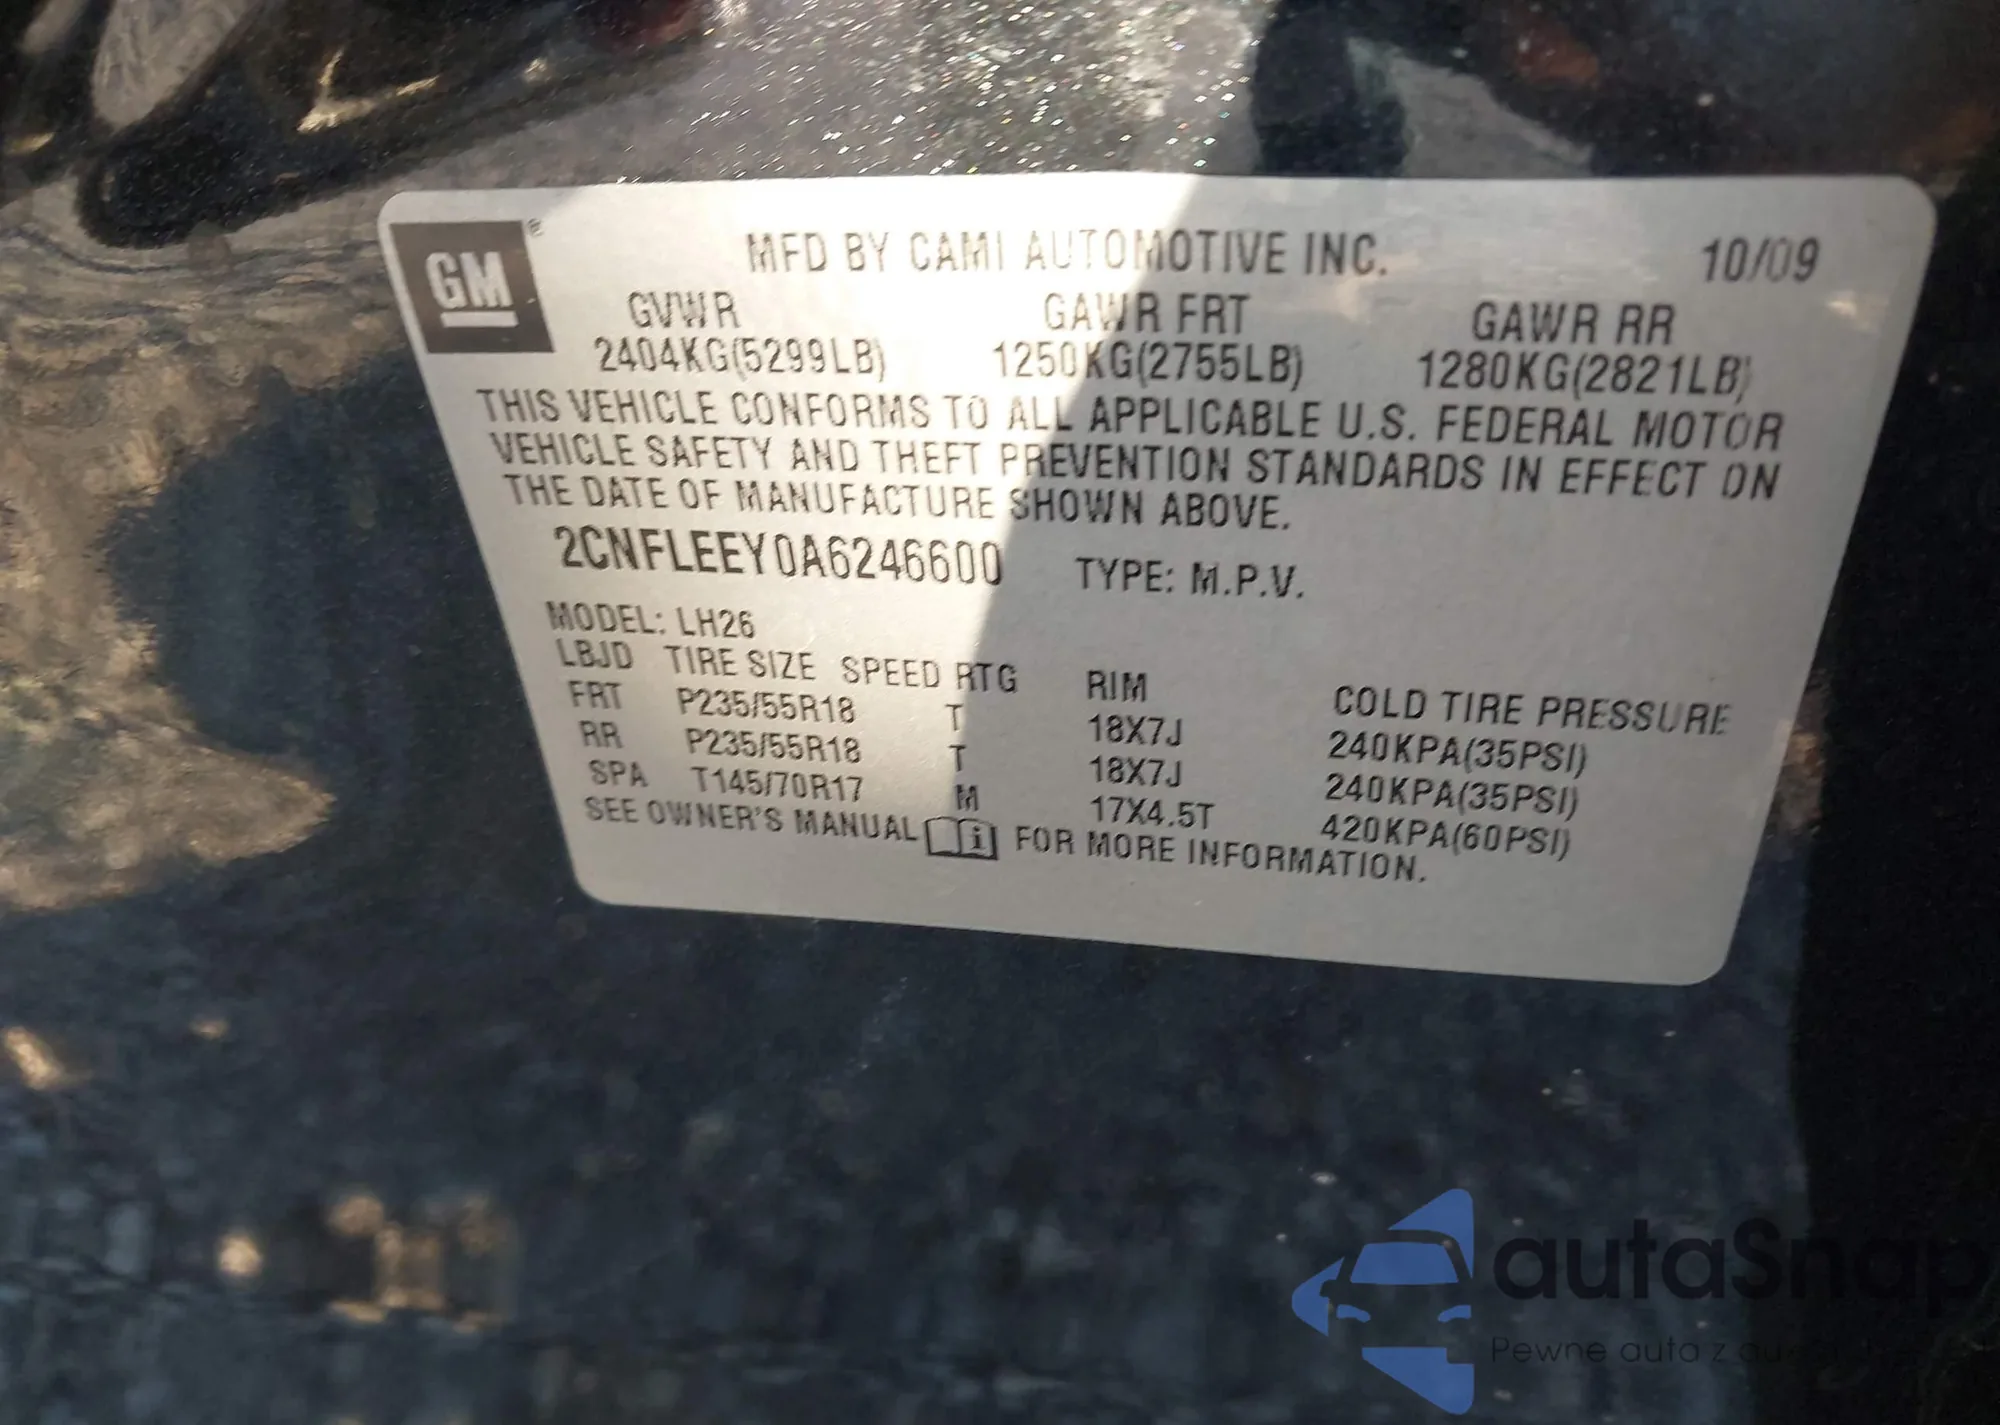 GM ®
MFD BY CAMI AUTOMOTIVE INC. 10/09
GVWR GAWR FRT GAWR RR
2404KG(5299LB) 1250KG(2755LB) 1280KG(2821LB)
THIS VEHICLE CONFORMS TO ALL APPLICABLE U.S. FEDERAL MOTOR
VEHICLE SAFETY AND THEFT PREVENTION STANDARDS IN EFFECT ON
THE DATE OF MANUFACTURE SHOWN ABOVE.
2CNFLEEY0A6246600 TYPE: M.P.V.
MODEL: LH26
LBJD TIRE SIZE SPEED RTG RIM COLD TIRE PRESSURE
FRT P235/55R18 T 18X7J 240KPA(35PSI)
RR P235/55R18 T 18X7J 240KPA(35PSI)
SPA T145/70R17 M 17X4.5T 420KPA(60PSI)
SEE OWNER'S MANUAL i FOR MORE INFORMATION.
autaSnap
Pewne auta z